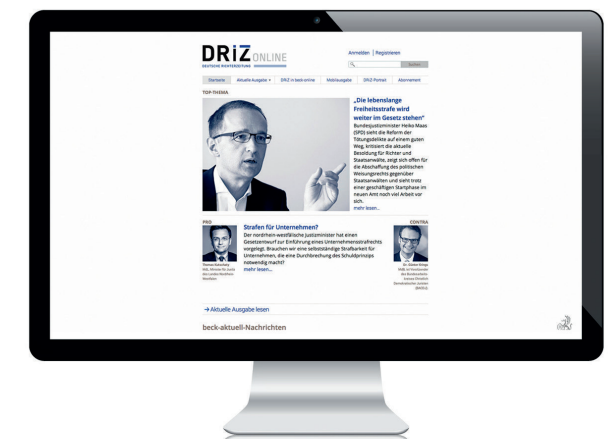 DRiZ ONLINE
DEUTSCHE RICHTERZEITUNG
Anmelden | Registrieren
Suchen
Startseite
Aktuelle Ausgabe
DRiZ in beck-online
Mobilausgabe
DRiZ Portrait
Abonnement
TOP-THEMA
„Die lebenslange
Freiheitsstrafe wird
weiter im Gesetz stehen“
Bundesjustizminister Heiko Maas
(SPD) sieht die Reform der
Tötungsdelikte auf einem guten
Weg, kritisiert die aktuelle
Besoldung für Richter und
Staatsanwälte, zeigt sich offen für
die Abschaffung des politischen
Weisungsrechts gegenüber
Staatsanwälten und sieht trotz
einer geschäftigen Startphase im
neuen Amt noch viel Arbeit vor
sich.
mehr lesen...
PRO
CONTRA
Strafen für Unternehmen?
Der nordrhein-westfälische Justizminister hat einen
Gesetzentwurf zur Einführung eines Unternehmensstrafrechts
vorgelegt. Brauchen wir eine selbstständige Strafbarkeit für
Unternehmen, die eine Durchbrechung des Schuldprinzips
notwendig macht?
mehr lesen...
Thomas Kutschaty
Dr. Günter Krings
→ Aktuelle Ausgabe lesen
beck-aktuell-Nachrichten